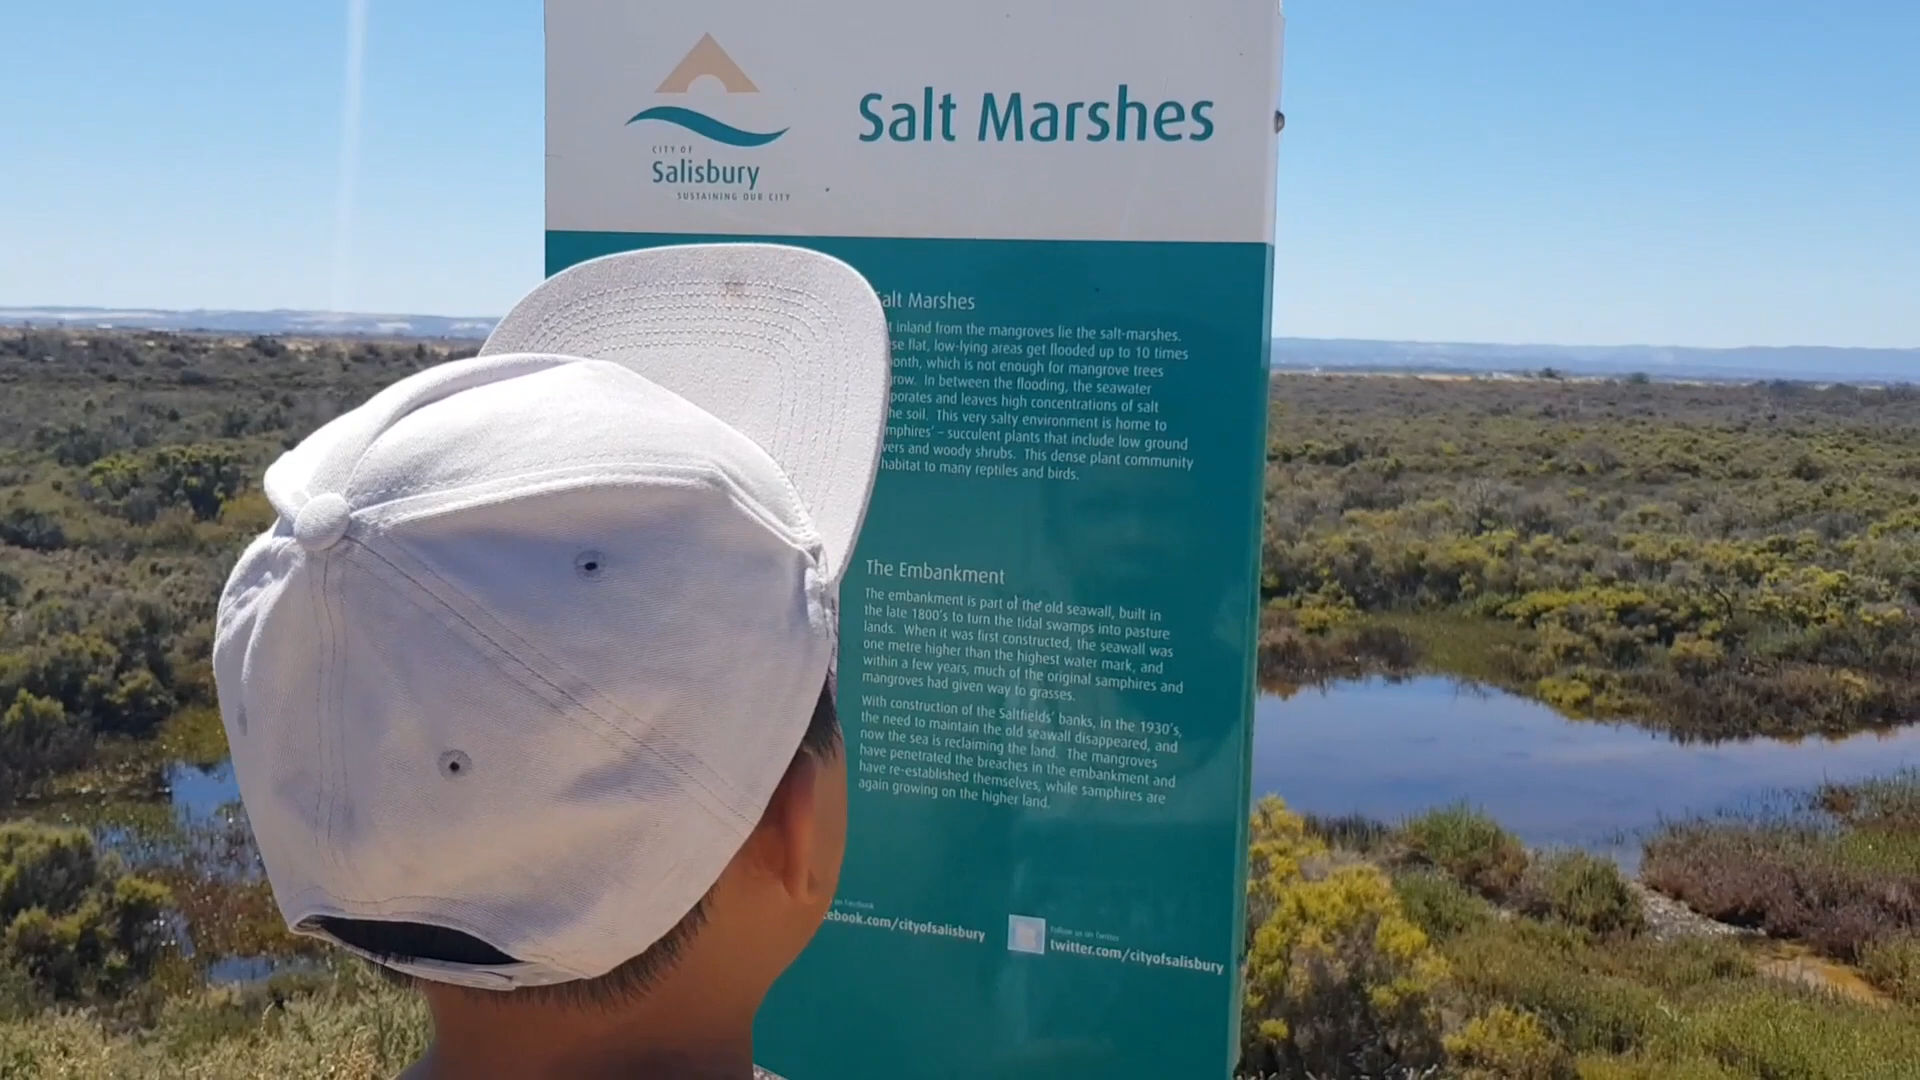 CITY OF
Salisbury
SUSTAINING OUR CITY
Salt Marshes
Salt Marshes
inland from the mangroves lie the salt-marshes.
flat, low-lying areas get flooded up to 10 times
which is not enough for mangrove trees
In between the flooding, the seawater
and leaves high concentrations of salt
soil. This very salty environment is home to
– succulent plants that include low ground
and woody shrubs. This dense plant community
habitat to many reptiles and birds.
The Embankment
The embankment is part of the old seawall, built in
the late 1800's to turn the tidal swamps into pasture
lands. When it was first constructed, the seawall was
one metre higher than the highest water mark, and
within a few years, much of the original samphires and
mangroves had given way to grasses.
With construction of the Saltfields' banks, in the 1930's,
the need to maintain the old seawall disappeared, and
now the sea is reclaiming the land. The mangroves
have penetrated the breaches in the embankment and
have re-established themselves, while samphires are
again growing on the higher land.
on Facebook
ebook.com/cityofsalisbury
Follow us on Twitter
twitter.com/cityofsalisbury